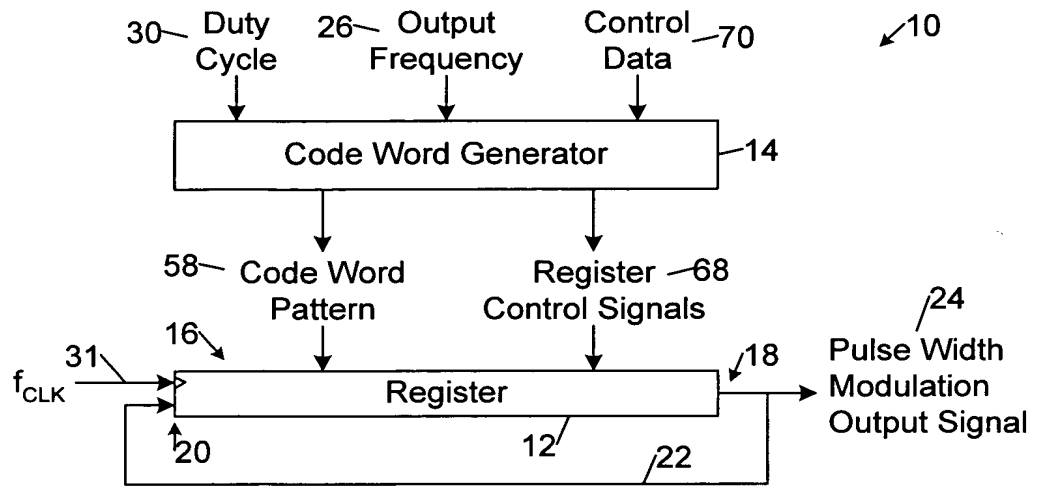 30 Duty Cycle
26 Output Frequency
Control Data 70
10
Code Word Generator
14
58 Code Word Pattern
Register Control Signals 68
24
Pulse Width Modulation Output Signal
16
31
fCLK
Register
18
20
12
22